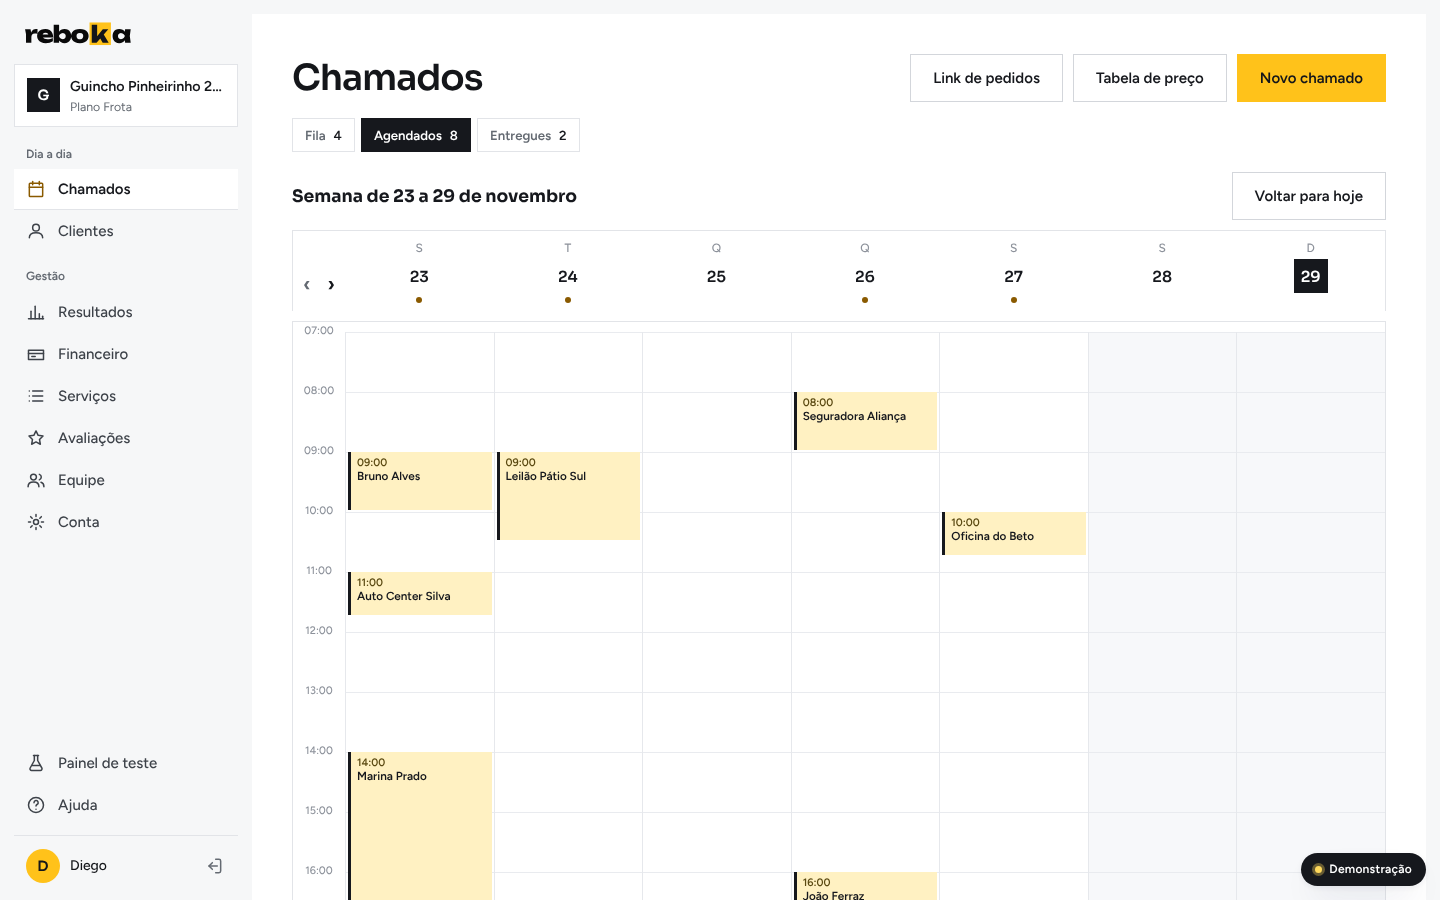 reboka
G
Guincho Pinheirinho 2...
Plano Frota
Dia a dia
Chamados
Clientes
Gestão
Resultados
Financeiro
Serviços
Avaliações
Equipe
Conta
Painel de teste
Ajuda
D
Diego
Chamados
Link de pedidos
Tabela de preço
Novo chamado
Fila 4
Agendados 8
Entregues 2
Semana de 23 a 29 de novembro
Voltar para hoje
S T Q Q S S D
‹ › 23 24 25 26 27 28 29
07:00
08:00
08:00
Seguradora Aliança
09:00
09:00
Bruno Alves
09:00
Leilão Pátio Sul
10:00
10:00
Oficina do Beto
11:00
11:00
Auto Center Silva
12:00
13:00
14:00
14:00
Marina Prado
15:00
16:00
16:00
João Ferraz
Demonstração